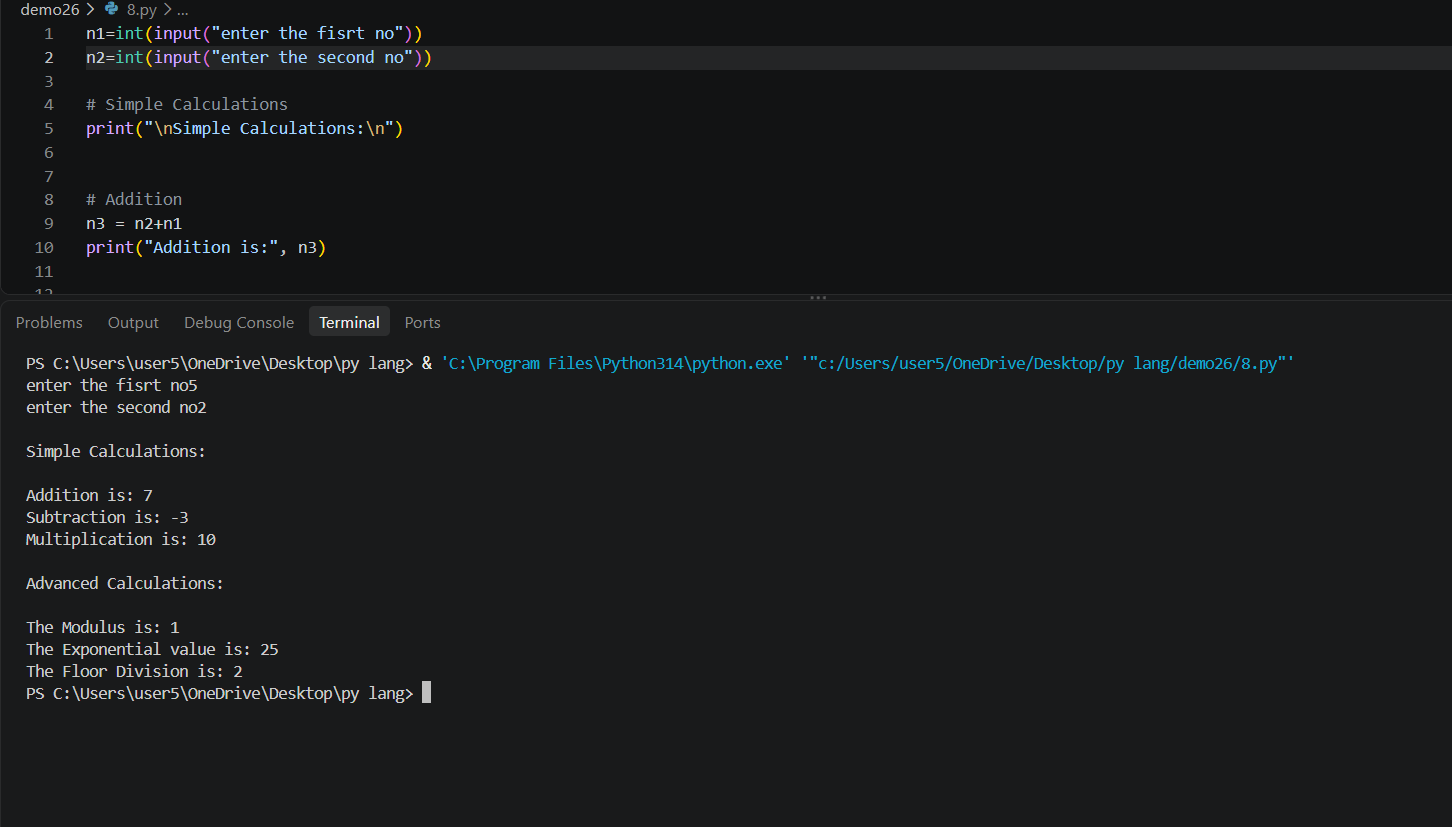 demo26 > 8.py > ...
1 n1=int(input("enter the fisrt no"))
2 n2=int(input("enter the second no"))
3
4 # Simple Calculations
5 print("\nSimple Calculations:\n")
6
7
8 # Addition
9 n3 = n2+n1
10 print("Addition is:", n3)
11
12
Problems Output Debug Console Terminal Ports
PS C:\Users\user5\OneDrive\Desktop\py lang> & 'C:\Program Files\Python314\python.exe' '"c:/Users/user5/OneDrive/Desktop/py lang/demo26/8.py"'
enter the fisrt no5
enter the second no2
Simple Calculations:
Addition is: 7
Subtraction is: -3
Multiplication is: 10
Advanced Calculations:
The Modulus is: 1
The Exponential value is: 25
The Floor Division is: 2
PS C:\Users\user5\OneDrive\Desktop\py lang>